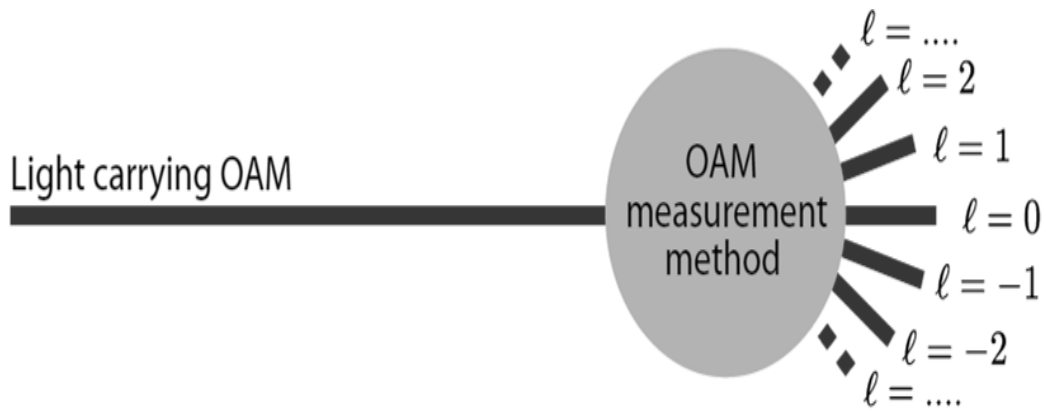 Light carrying OAM
OAM
measurement
method
ℓ = ....
ℓ = 2
ℓ = 1
ℓ = 0
ℓ = −1
ℓ = −2
ℓ = ....